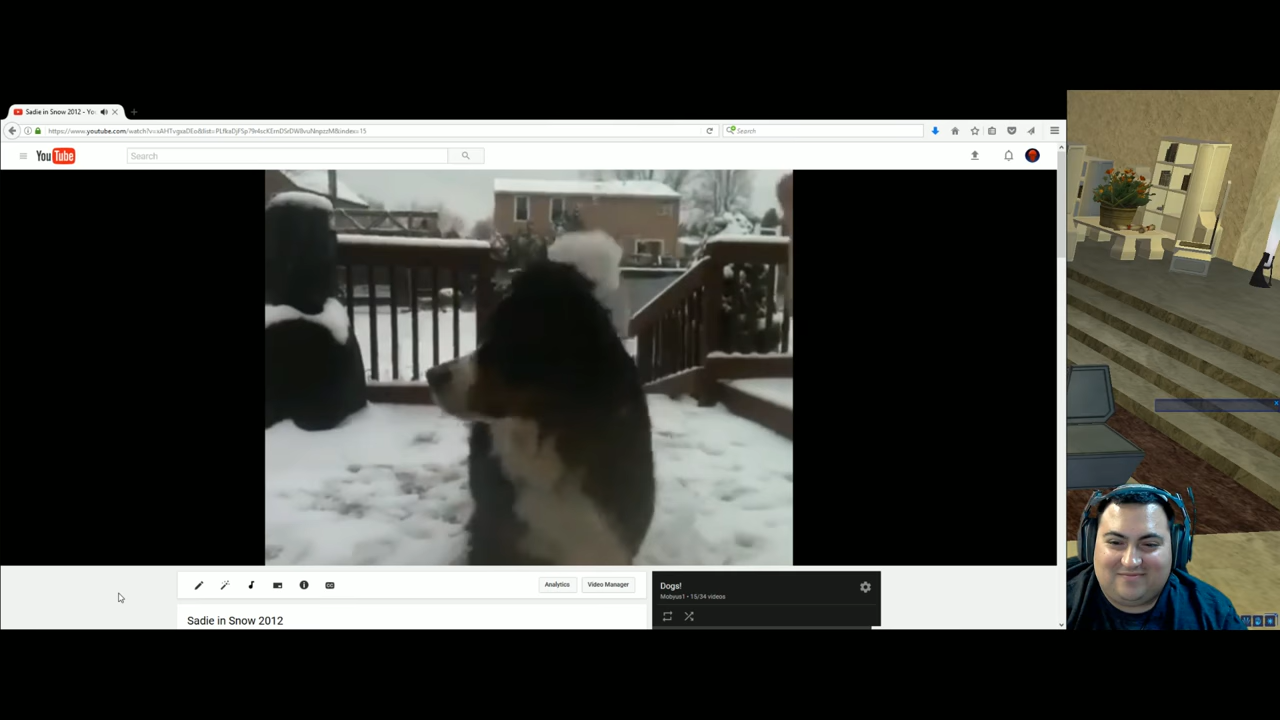 Sadie in Snow 2012 - Yo
YouTube
Search
Search
Analytics
Video Manager
Dogs!
Mobyus1 • 15/34 videos
Sadie in Snow 2012